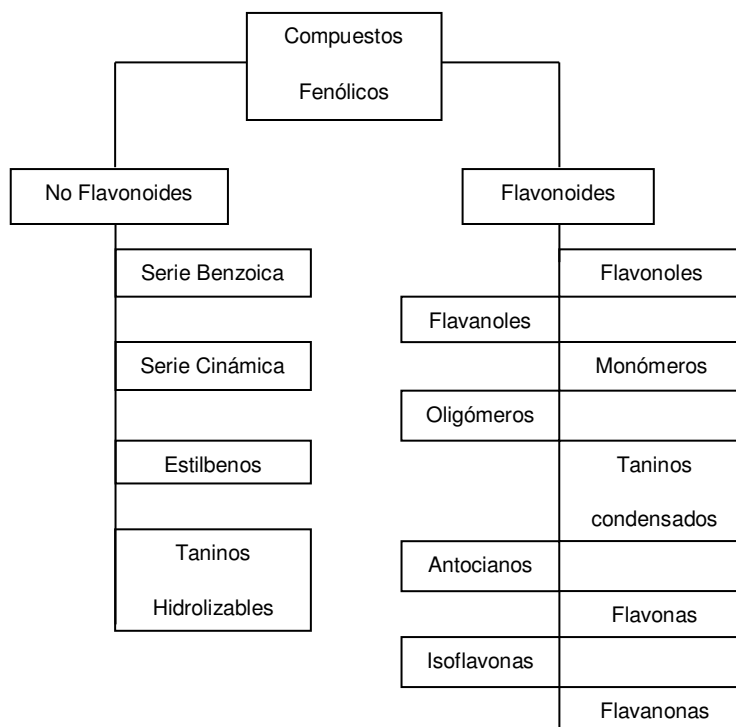 Compuestos
Fenólicos
No Flavonoides
Flavonoides
Serie Benzoica
Serie Cinámica
Estilbenos
Taninos
Hidrolizables
Flavonoles
Flavanoles
Monómeros
Oligómeros
Taninos
condensados
Antocianos
Flavonas
Isoflavonas
Flavanonas